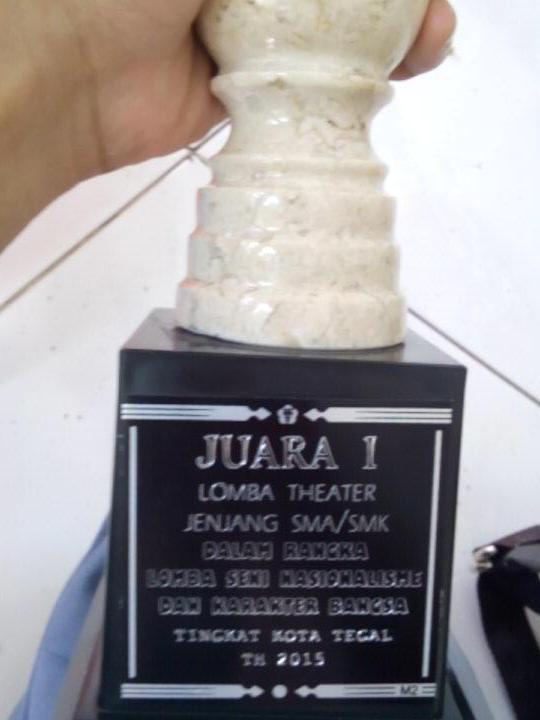 JUARA I
LOMBA THEATER
JENJANG SMA/SMK
DALAM RANGKA
LOMBA SENI NASIONALISME
DAN KARAKTER BANGSA
TINGKAT KOTA TEGAL
TH 2015
M2